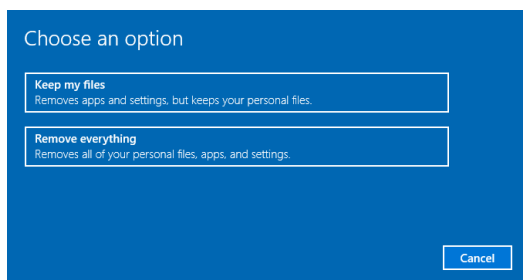 Choose an option
Keep my files
Removes apps and settings, but keeps your personal files.
Remove everything
Removes all of your personal files, apps, and settings.
Cancel